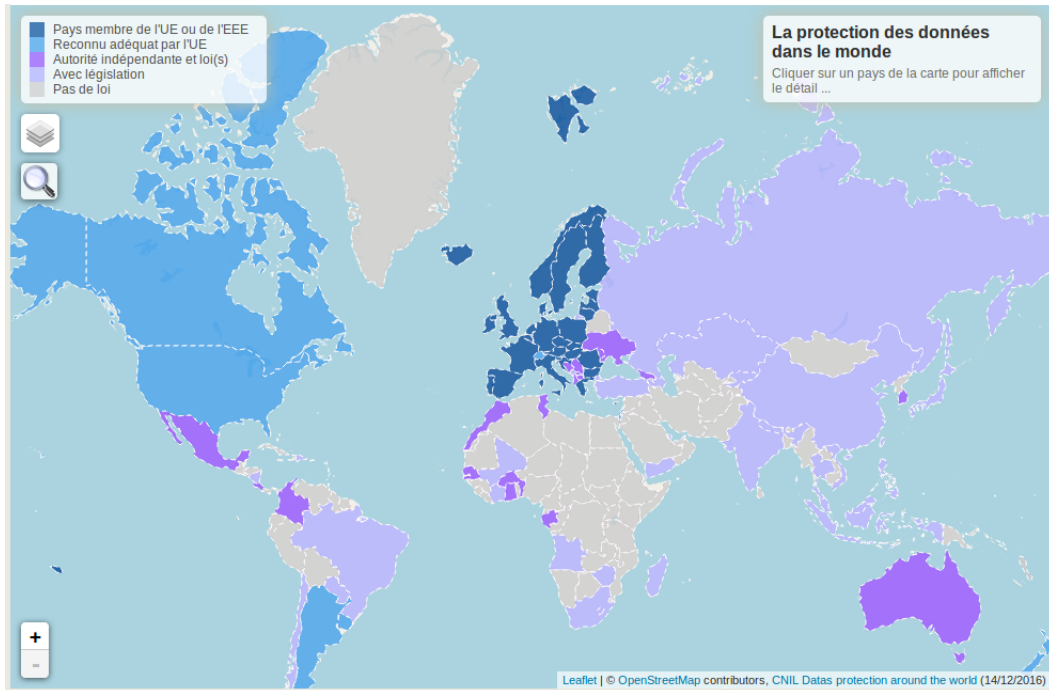 Pays membre de l'UE ou de l'EEE
Reconnu adéquat par l'UE
Autorité indépendante et loi(s)
Avec législation
Pas de loi
La protection des données
dans le monde
Cliquer sur un pays de la carte pour afficher
le détail ...
+
-
Leaflet | © OpenStreetMap contributors, CNIL Datas protection around the world (14/12/2016)